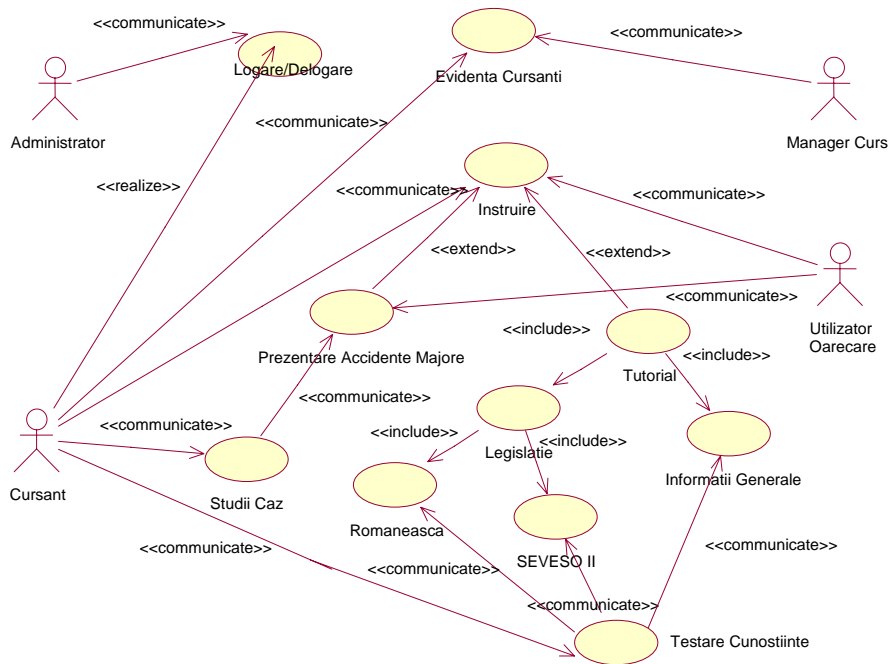 <<communicate>>
<<communicate>>
Logare/Delogare
Evidenta Cursanti
Administrator
<<communicate>>
Manager Curs
<<realize>>
<<communicate>>
<<communicate>>
Instruire
<<extend>>
<<extend>>
<<communicate>>
Utilizator
Oarecare
<<include>>
Prezentare Accidente Majore
<<include>>
Tutorial
<<communicate>>
<<communicate>>
<<include>>
<<include>>
Legislatie
Informatii Generale
Cursant
Studii Caz
Romaneasca
<<communicate>>
<<communicate>>
SEVESO II
<<communicate>>
<<communicate>>
Testare Cunostiinte